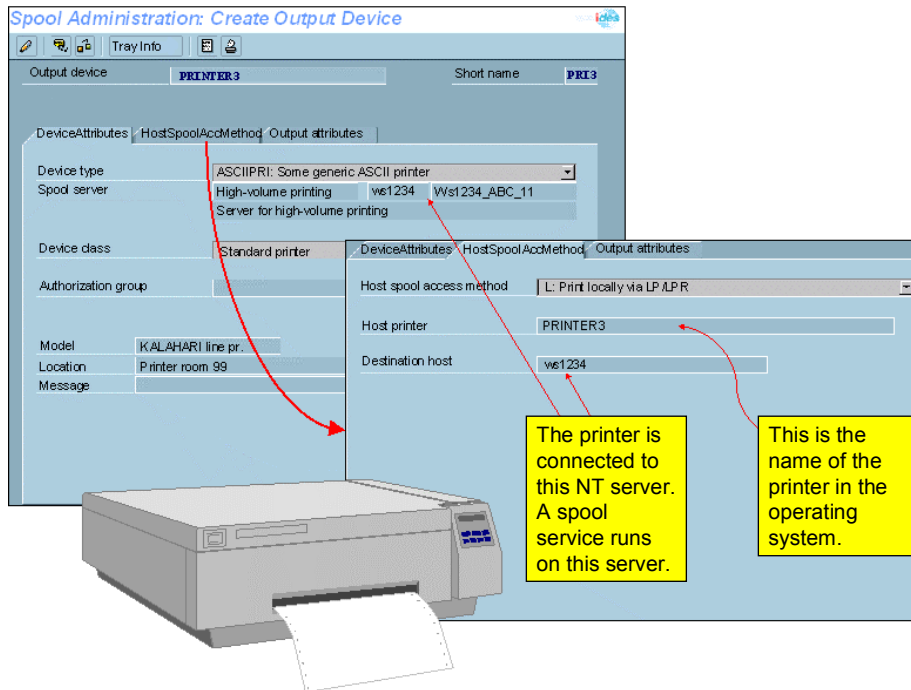 Spool Administration: Create Output Device
ides
Tray Info
Output device PRINTER3 Short name PRI3
DeviceAttributes HostSpoolAccMethod Output attributes
Device type ASCIIPRI: Some generic ASCII printer
Spool server High-volume printing ws1234 Ws1234_ABC_11
Server for high-volume printing
Device class Standard printer
Authorization group
Model KALAHARI line pr.
Location Printer room 99
Message
DeviceAttributes HostSpoolAccMethod Output attributes
Host spool access method L: Print locally via LP/LPR
Host printer PRINTER3
Destination host ws1234
The printer is
connected to
this NT server.
A spool
service runs
on this server.
This is the
name of the
printer in the
operating
system.